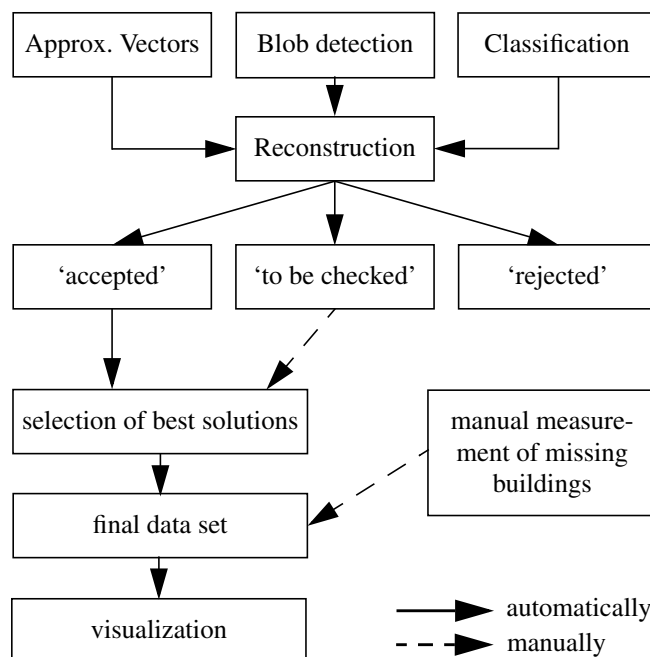 Approx. Vectors
Blob detection
Classification
Reconstruction
‘accepted’
‘to be checked’
‘rejected’
selection of best solutions
manual measure-
ment of missing
buildings
final data set
visualization
automatically
manually